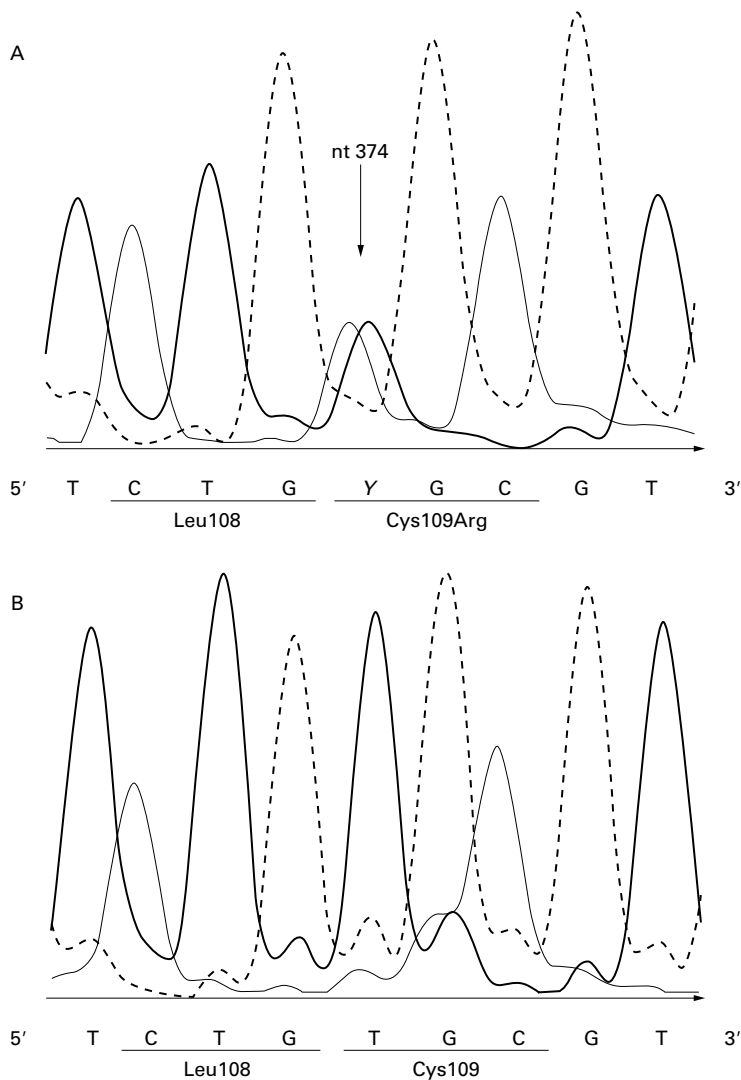 A
nt 374
5′ T C T G Y G C G T 3′
Leu108 Cys109Arg
B
5′ T C T G T G C G T 3′
Leu108 Cys109